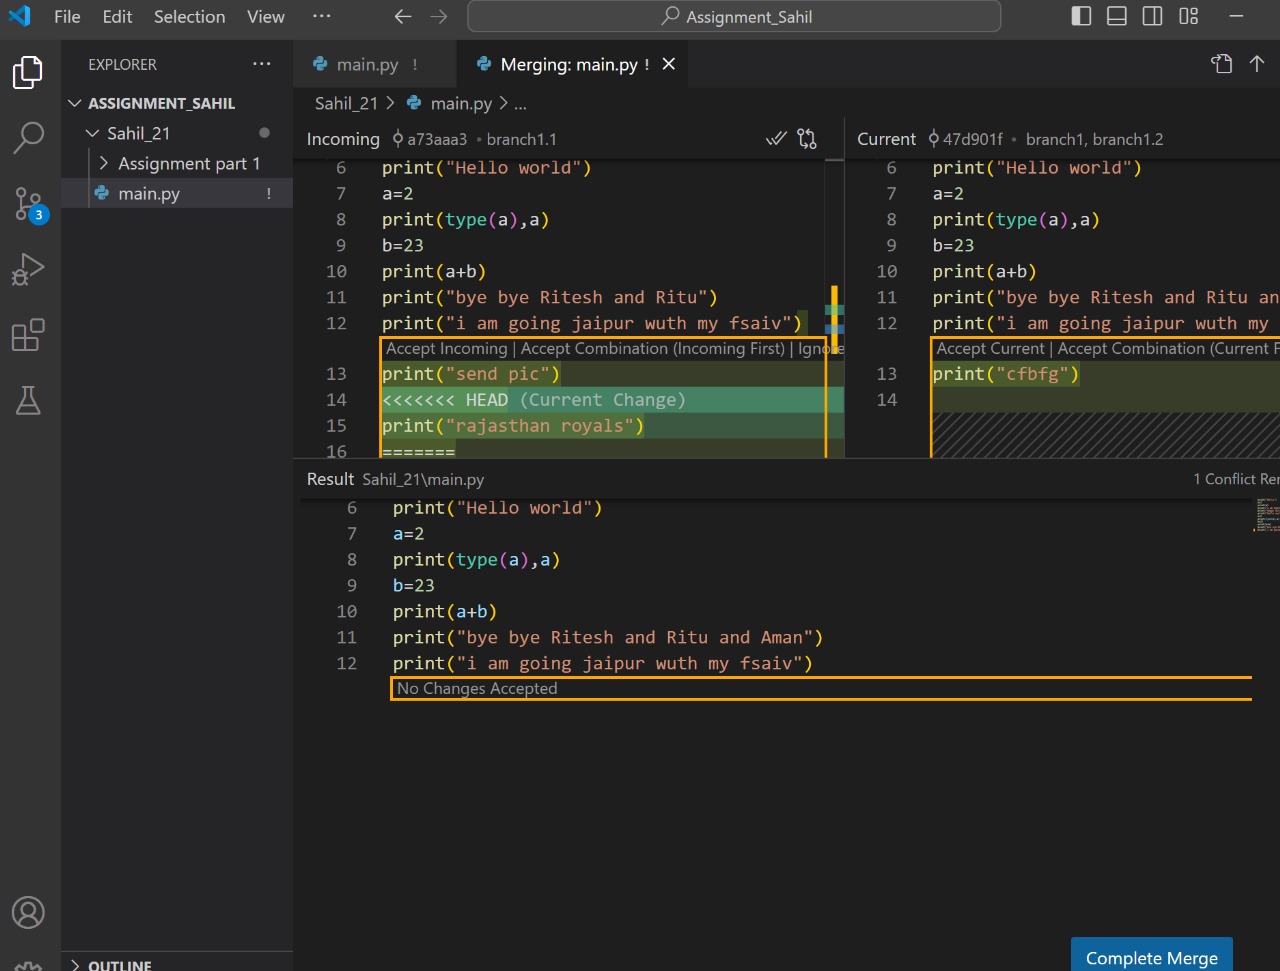 File Edit Selection View ··· Assignment_Sahil
EXPLORER ···
main.py !
Merging: main.py !
ASSIGNMENT_SAHIL
Sahil_21
Assignment part 1
main.py !
3
Sahil_21 > main.py > ...
Incoming a73aaa3 • branch1.1
6 print("Hello world")
7 a=2
8 print(type(a),a)
9 b=23
10 print(a+b)
11 print("bye bye Ritesh and Ritu")
12 print("i am going jaipur wuth my fsaiv")
Accept Incoming | Accept Combination (Incoming First) | Ignore
13 print("send pic")
14 <<<<<<< HEAD (Current Change)
15 print("rajasthan royals")
16 =======
Current 47d901f • branch1, branch1.2
6 print("Hello world")
7 a=2
8 print(type(a),a)
9 b=23
10 print(a+b)
11 print("bye bye Ritesh and Ritu an
12 print("i am going jaipur wuth my
Accept Current | Accept Combination (Current F
13 print("cfbfg")
14
Result Sahil_21\main.py 1 Conflict Rer
6 print("Hello world")
7 a=2
8 print(type(a),a)
9 b=23
10 print(a+b)
11 print("bye bye Ritesh and Ritu and Aman")
12 print("i am going jaipur wuth my fsaiv")
No Changes Accepted
Complete Merge
OUTLINE